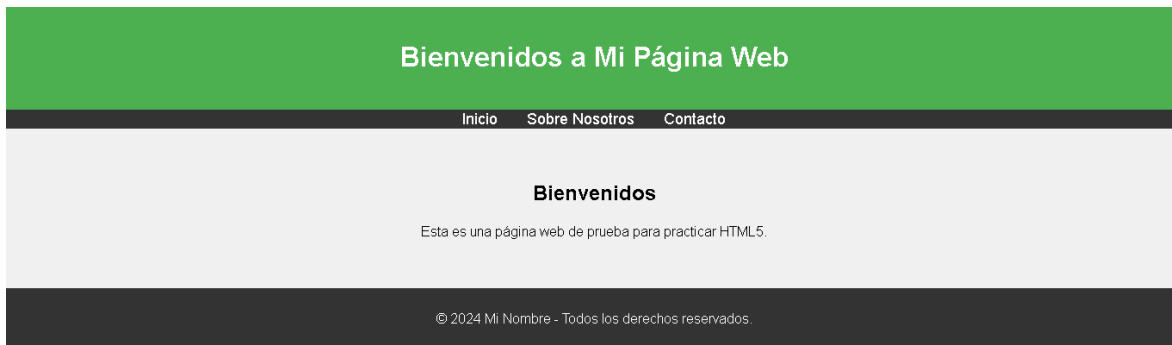 Bienvenidos a Mi Página Web
Inicio Sobre Nosotros Contacto
Bienvenidos
Esta es una página web de prueba para practicar HTML5.
© 2024 Mi Nombre - Todos los derechos reservados.